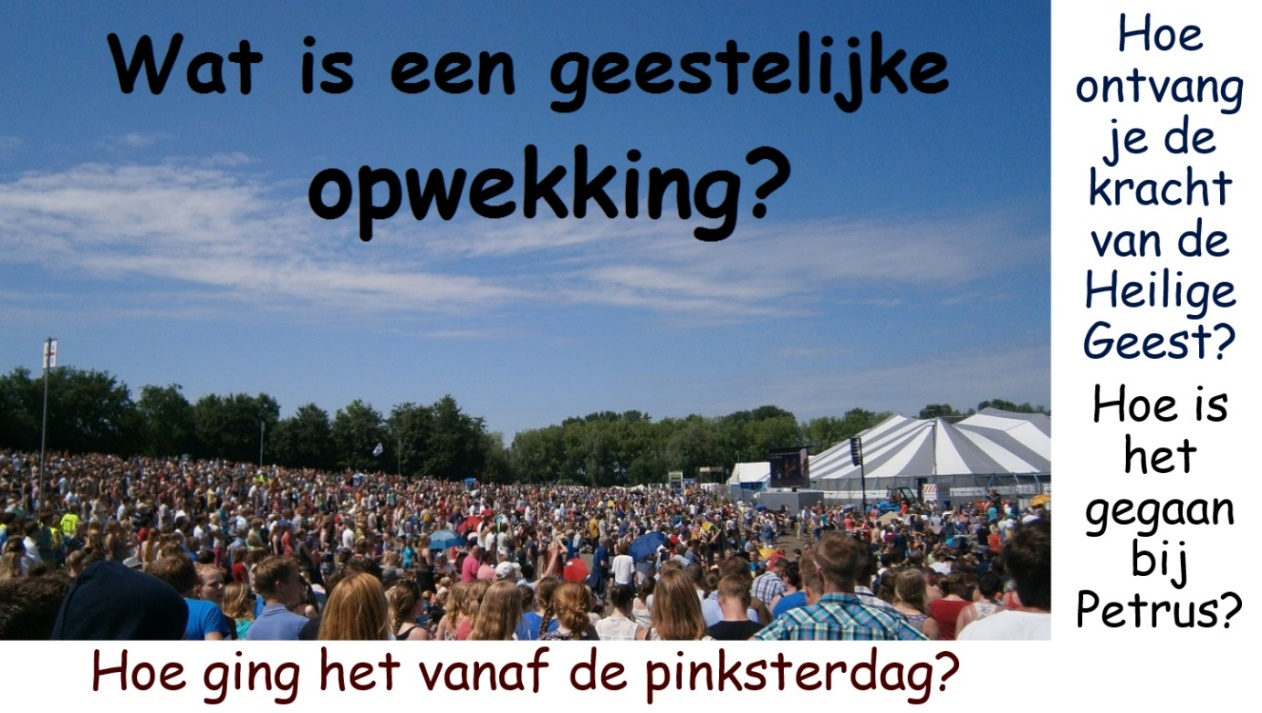 Wat is een geestelijke
opwekking?
Hoe
ontvang
je de
kracht
van de
Heilige
Geest?
Hoe is
het
gegaan
bij
Petrus?
Hoe ging het vanaf de pinksterdag?